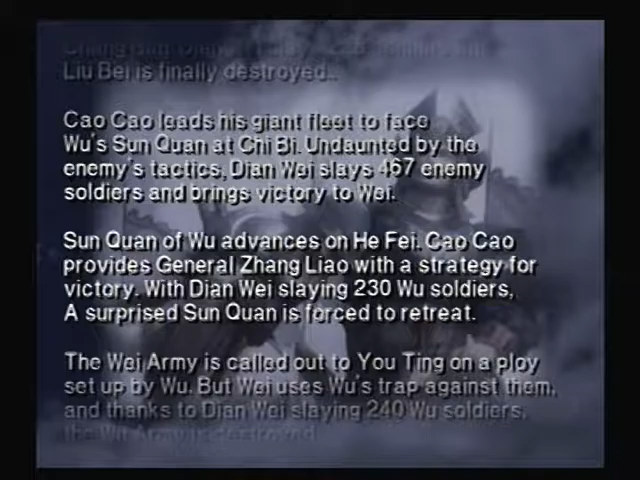 Liu Bei is finally destroyed..
Cao Cao leads his giant fleet to face
Wu's Sun Quan at Chi Bi. Undaunted by the
enemy's tactics, Dian Wei slays 467 enemy
soldiers and brings victory to Wei.
Sun Quan of Wu advances on He Fei. Cao Cao
provides General Zhang Liao with a strategy for
victory. With Dian Wei slaying 230 Wu soldiers,
A surprised Sun Quan is forced to retreat.
The Wei Army is called out to You Ting on a ploy
set up by Wu. But Wei uses Wu's trap against them,
and thanks to Dian Wei slaying 240 Wu soldiers,
the Wu Army is destroyed.